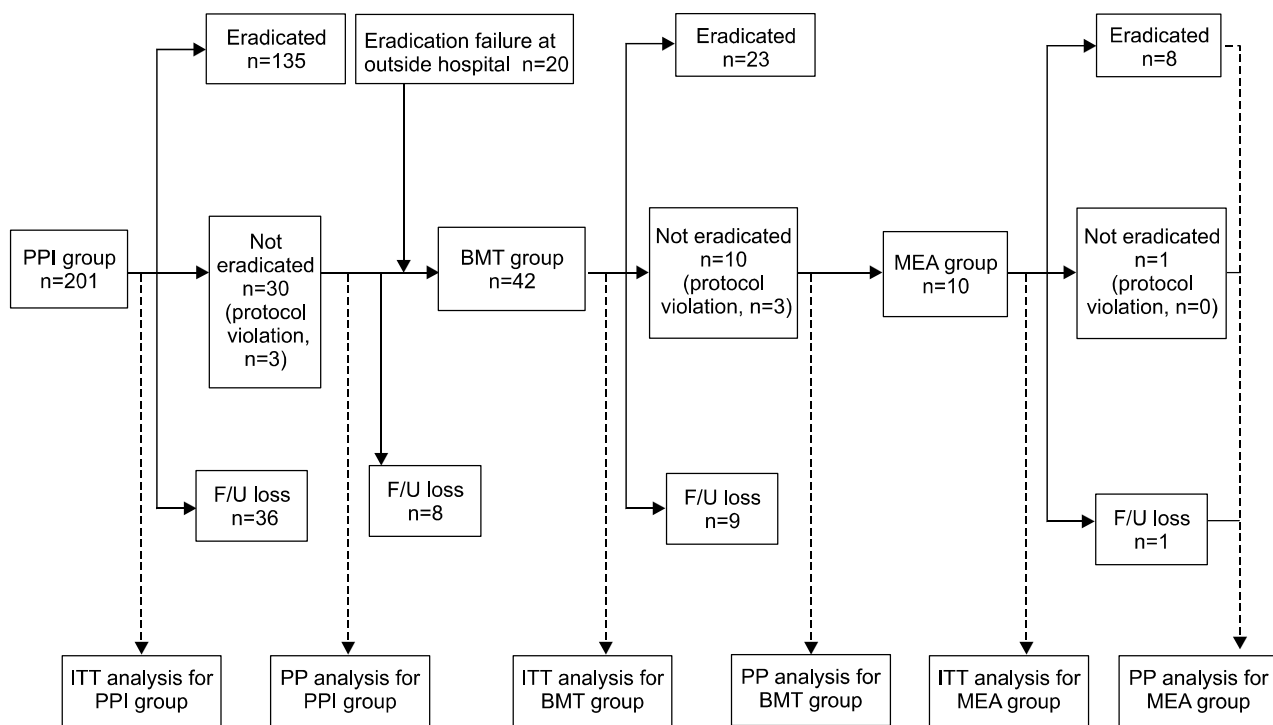 PPI group
n=201
Eradicated
n=135
Not
eradicated
n=30
(protocol
violation,
n=3)
F/U loss
n=36
Eradication failure at
outside hospital  n=20
F/U loss
n=8
BMT group
n=42
Eradicated
n=23
Not eradicated
n=10
(protocol
violation, n=3)
F/U loss
n=9
MEA group
n=10
Eradicated
n=8
Not eradicated
n=1
(protocol
violation, n=0)
F/U loss
n=1
ITT analysis for
PPI group
PP analysis for
PPI group
ITT analysis for
BMT group
PP analysis for
BMT group
ITT analysis for
MEA group
PP analysis for
MEA group